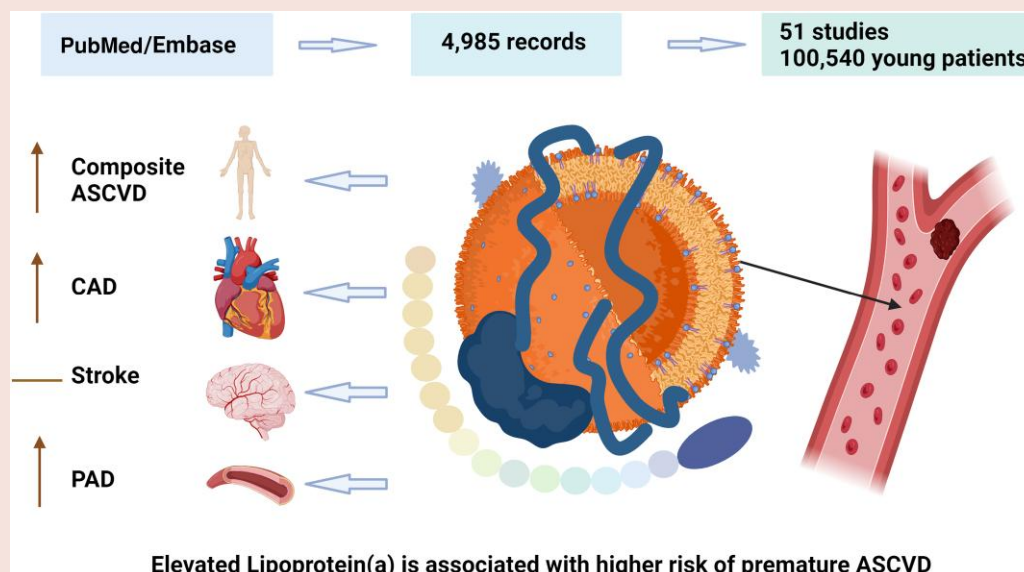 PubMed/Embase
4,985 records
51 studies
100,540 young patients
Composite
ASCVD
CAD
Stroke
PAD
Elevated Lipoprotein(a) is associated with higher risk of premature ASCVD